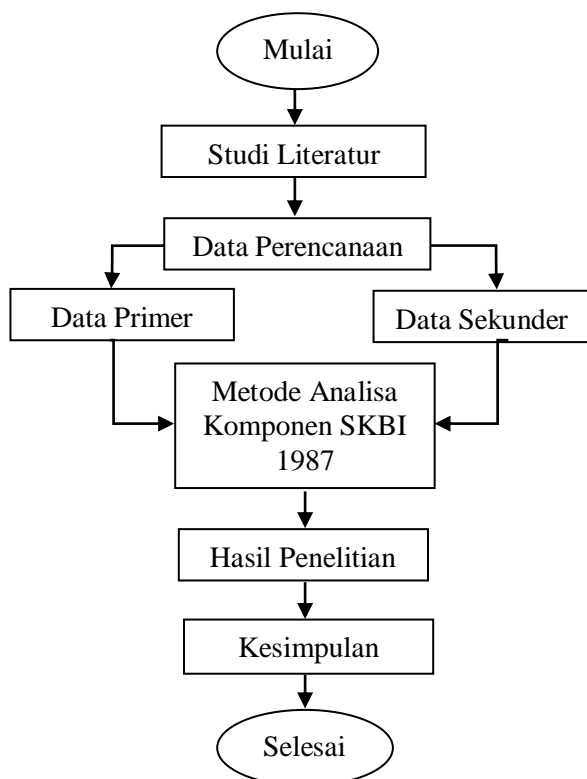 Mulai
Studi Literatur
Data Perencanaan
Data Primer
Data Sekunder
Metode Analisa
Komponen SKBI
1987
Hasil Penelitian
Kesimpulan
Selesai